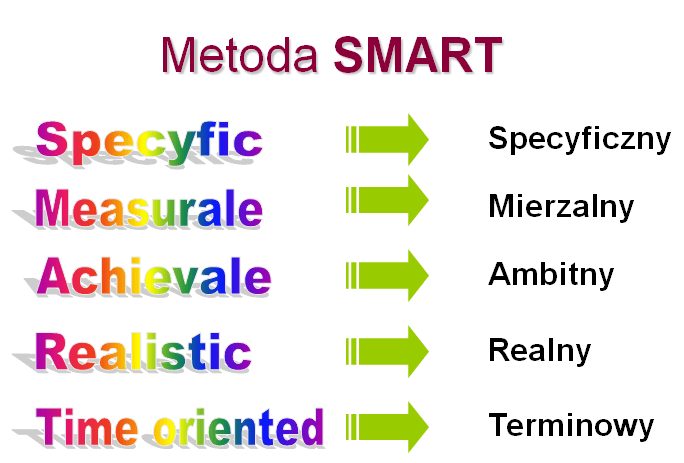 Metoda SMART
Specyfic Specyficzny
Measurale Mierzalny
Achievale Ambitny
Realistic Realny
Time oriented Terminowy